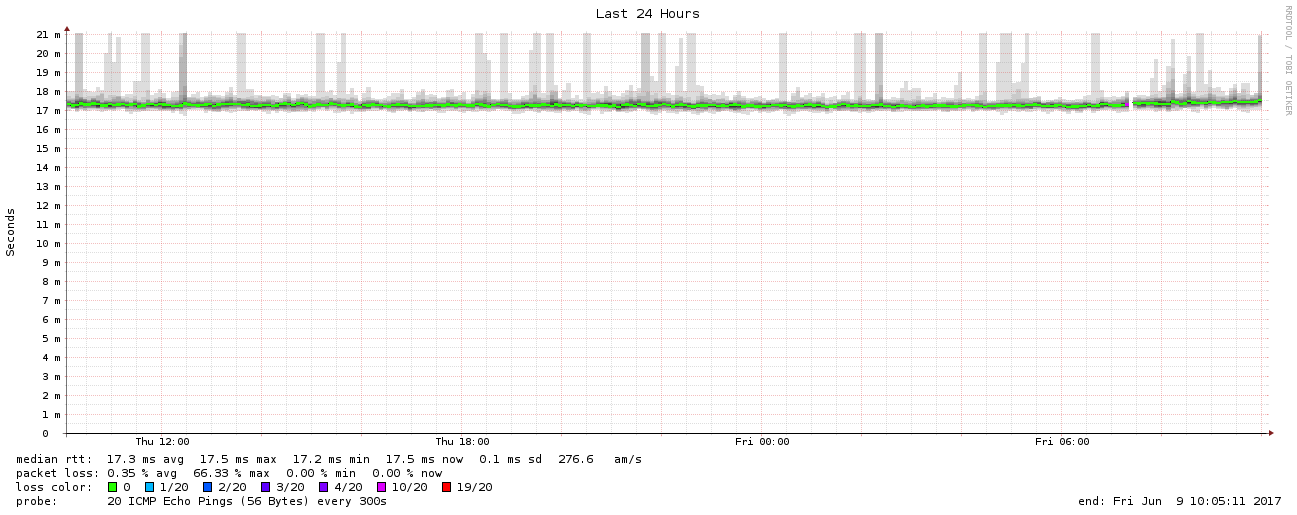 Last 24 Hours
RRDTOOL / TOBI OETIKER
Seconds
21 m
20 m
19 m
18 m
17 m
16 m
15 m
14 m
13 m
12 m
11 m
10 m
9 m
8 m
7 m
6 m
5 m
4 m
3 m
2 m
1 m
0
Thu 12:00 Thu 18:00 Fri 00:00 Fri 06:00
median rtt: 17.3 ms avg 17.5 ms max 17.2 ms min 17.5 ms now 0.1 ms sd 276.6 am/s
packet loss: 0.35 % avg 66.33 % max 0.00 % min 0.00 % now
loss color: 0 1/20 2/20 3/20 4/20 10/20 19/20
probe: 20 ICMP Echo Pings (56 Bytes) every 300s end: Fri Jun 9 10:05:11 2017